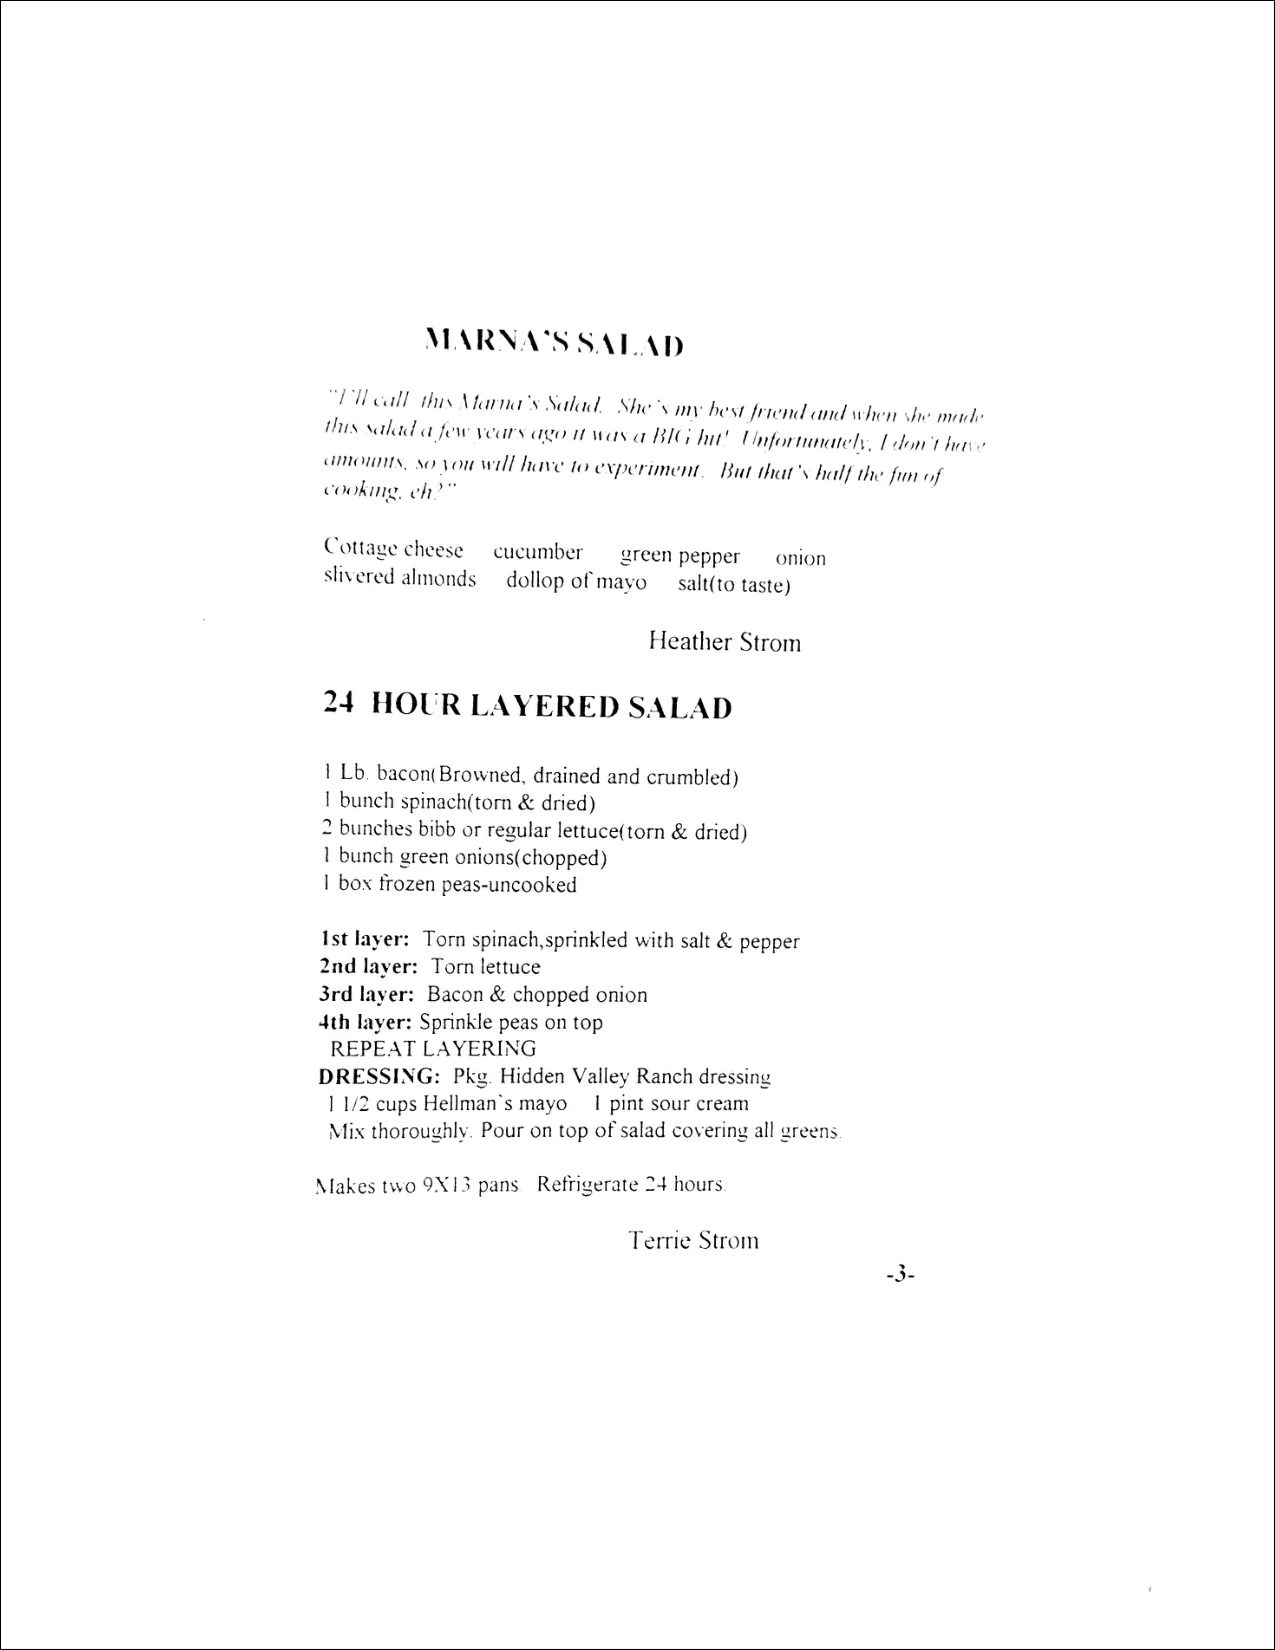 MARNA'S SALAD
"I'll call this Marna's Salad. She's my best friend and when she made
this salad a few years ago it was a BIG hit! Unfortunately, I don't have
amounts, so you will have to experiment. But that's half the fun of
cooking, eh?"
Cottage cheese cucumber green pepper onion
slivered almonds dollop of mayo salt(to taste)
Heather Strom
24 HOUR LAYERED SALAD
1 Lb. bacon(Browned, drained and crumbled)
1 bunch spinach(torn & dried)
2 bunches bibb or regular lettuce(torn & dried)
1 bunch green onions(chopped)
1 box frozen peas-uncooked
1st layer: Torn spinach,sprinkled with salt & pepper
2nd layer: Torn lettuce
3rd layer: Bacon & chopped onion
4th layer: Sprinkle peas on top
REPEAT LAYERING
DRESSING: Pkg. Hidden Valley Ranch dressing
1 1/2 cups Hellman's mayo 1 pint sour cream
Mix thoroughly. Pour on top of salad covering all greens.
Makes two 9X13 pans. Refrigerate 24 hours.
Terrie Strom
-3-